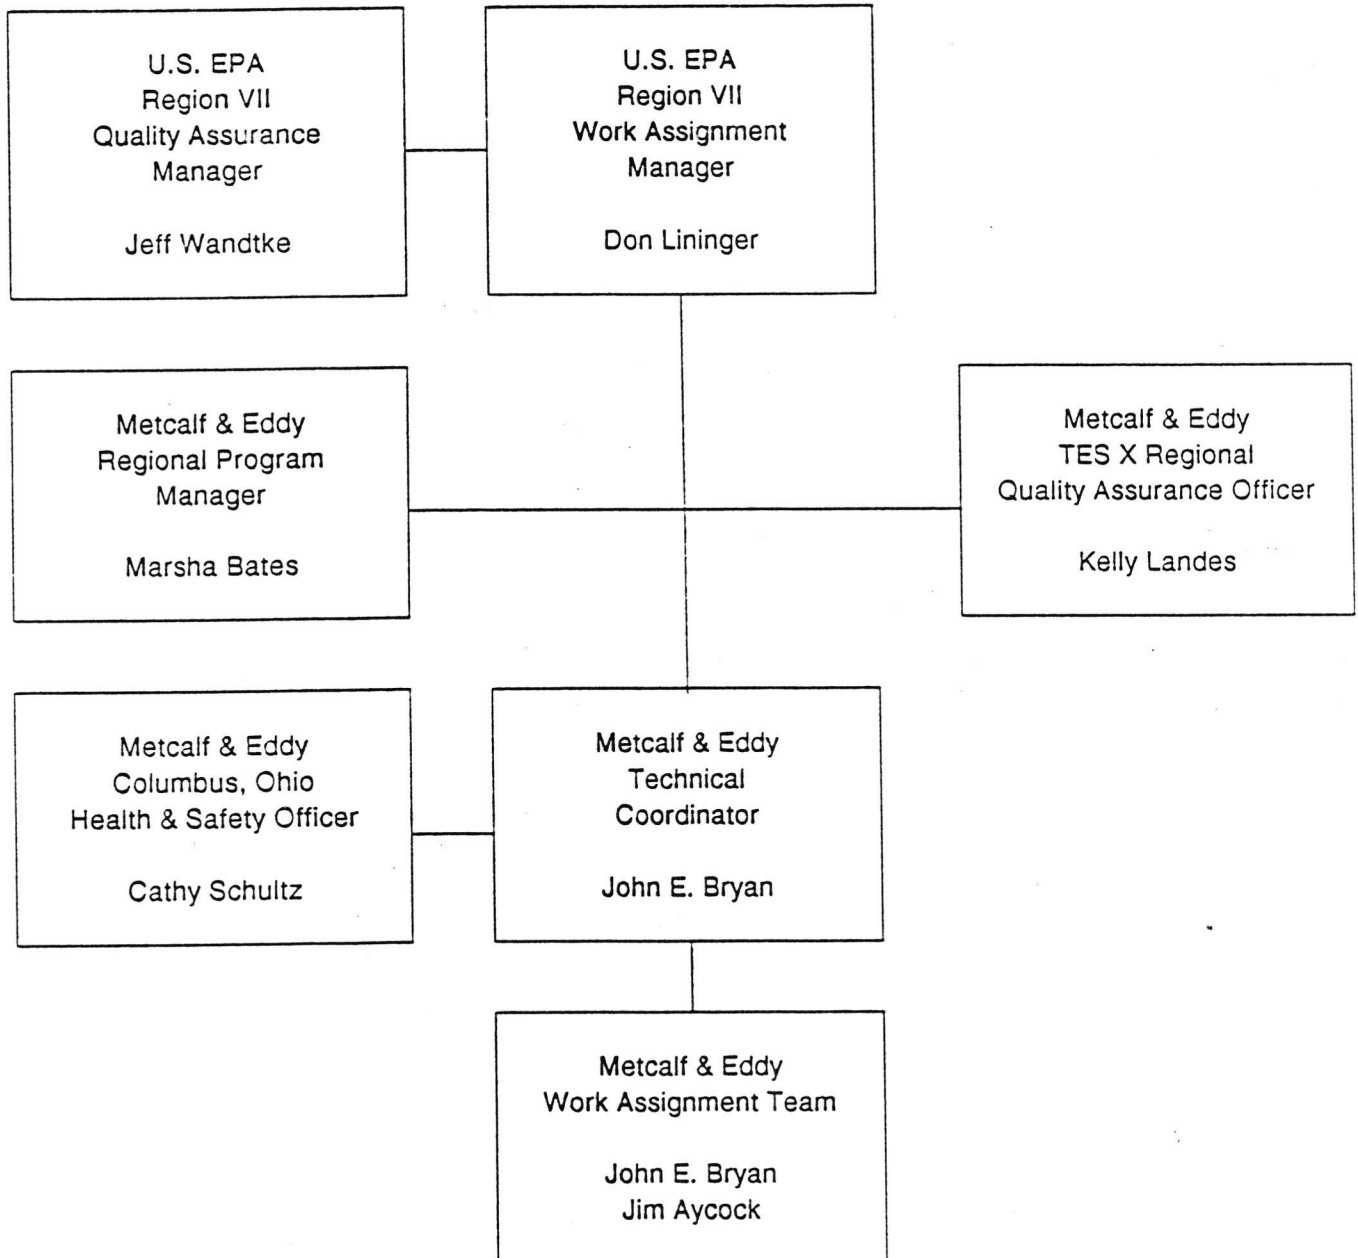 U.S. EPA
Region VII
Quality Assurance
Manager
Jeff Wandtke
U.S. EPA
Region VII
Work Assignment
Manager
Don Lininger
Metcalf & Eddy
Regional Program
Manager
Marsha Bates
Metcalf & Eddy
TES X Regional
Quality Assurance Officer
Kelly Landes
Metcalf & Eddy
Columbus, Ohio
Health & Safety Officer
Cathy Schultz
Metcalf & Eddy
Technical
Coordinator
John E. Bryan
Metcalf & Eddy
Work Assignment Team
John E. Bryan
Jim Aycock